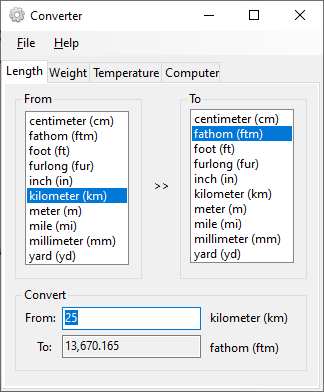 Converter
File Help
Length Weight Temperature Computer
From
centimeter (cm)
fathom (ftm)
foot (ft)
furlong (fur)
inch (in)
kilometer (km)
meter (m)
mile (mi)
millimeter (mm)
yard (yd)
>>
To
centimeter (cm)
fathom (ftm)
foot (ft)
furlong (fur)
inch (in)
kilometer (km)
meter (m)
mile (mi)
millimeter (mm)
yard (yd)
Convert
From: 25 kilometer (km)
To: 13,670.165 fathom (ftm)